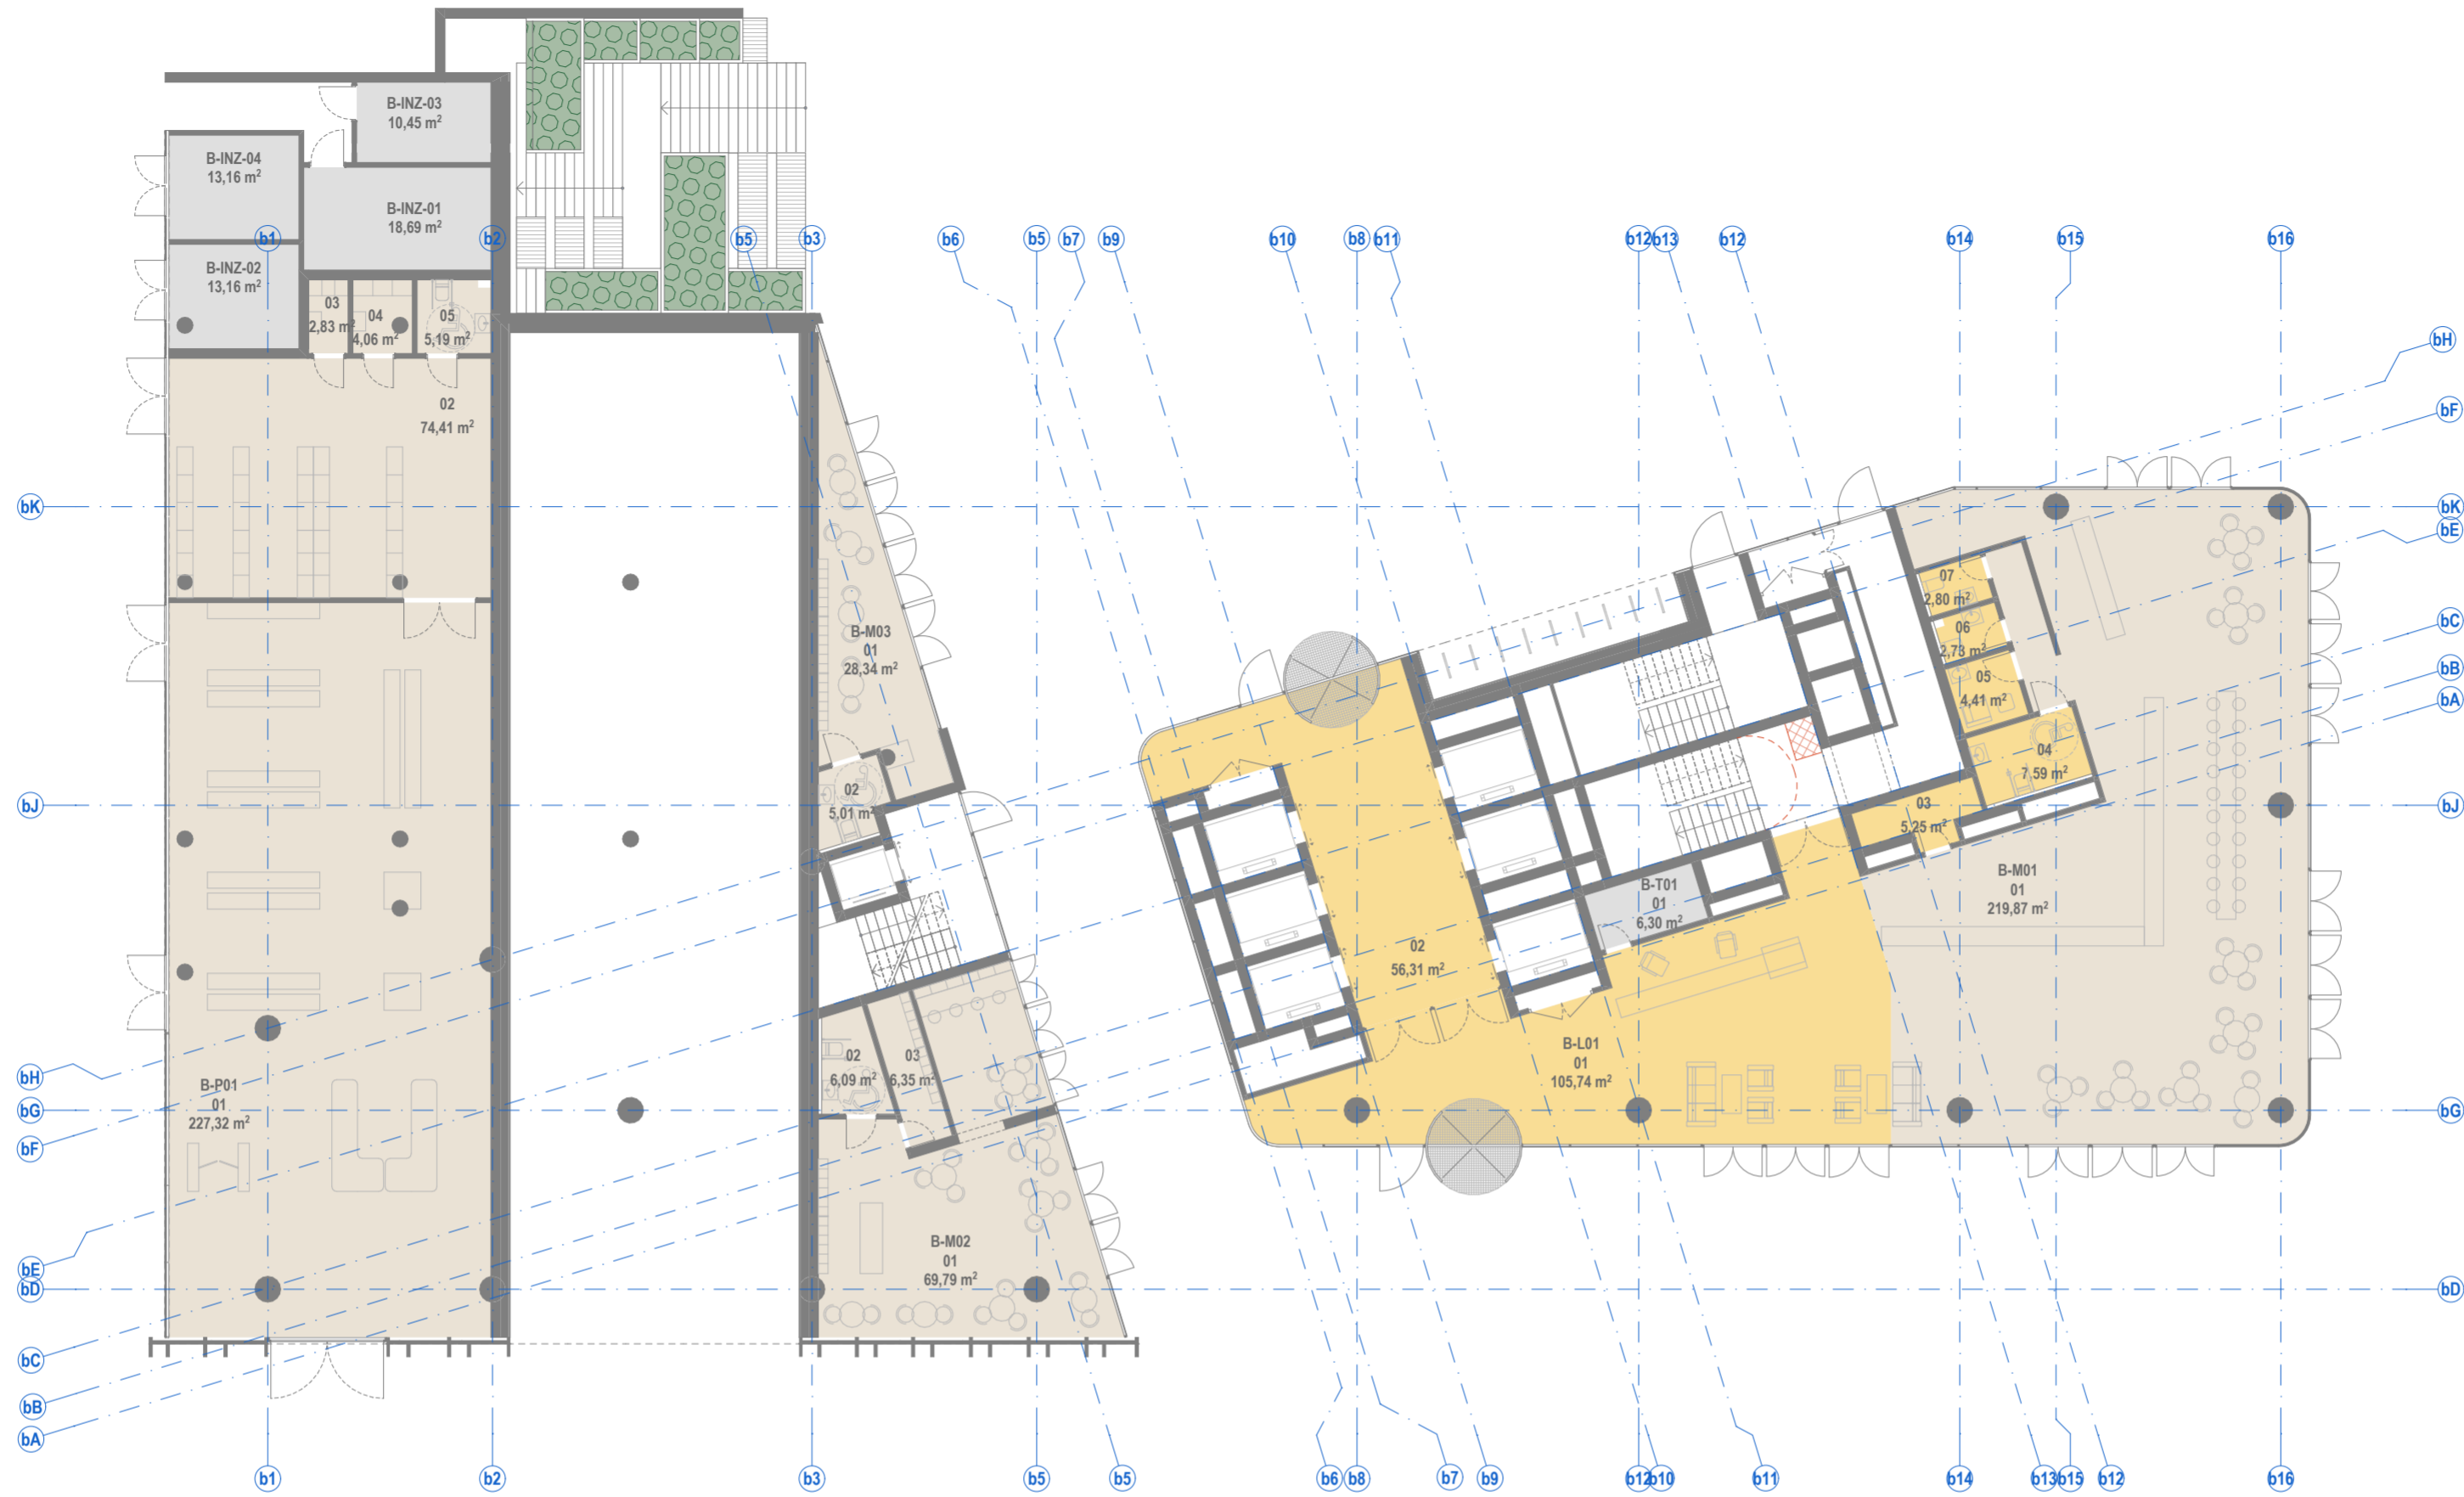 B-INZ-03
10,45 m²
B-INZ-04
13,16 m²
B-INZ-01
18,69 m²
b1
b2
b5
b3
b6
b5
b7
b9
b10
b8
b11
b12
b13
b12
b14
b15
b16
B-INZ-02
13,16 m²
03
2,83 m²
04
4,06 m²
05
5,19 m²
bH
02
74,41 m²
bF
bK
bK
bE
07
2,80 m²
06
2,73 m²
bC
B-M03
01
28,34 m²
bB
05
4,41 m²
bA
04
7,59 m²
02
5,01 m²
bJ
bJ
03
5,25 m²
B-M01
01
219,87 m²
B-T01
01
6,30 m²
02
56,31 m²
B-L01
01
105,74 m²
02
6,09 m²
03
6,35 m²
bH
B-P01
01
227,32 m²
bG
bG
bF
B-M02
01
69,79 m²
bE
bD
bD
bC
bB
bA
b1
b2
b3
b5
b5
b6
b8
b7
b9
b12
b10
b11
b14
b13
b15
b12
b16